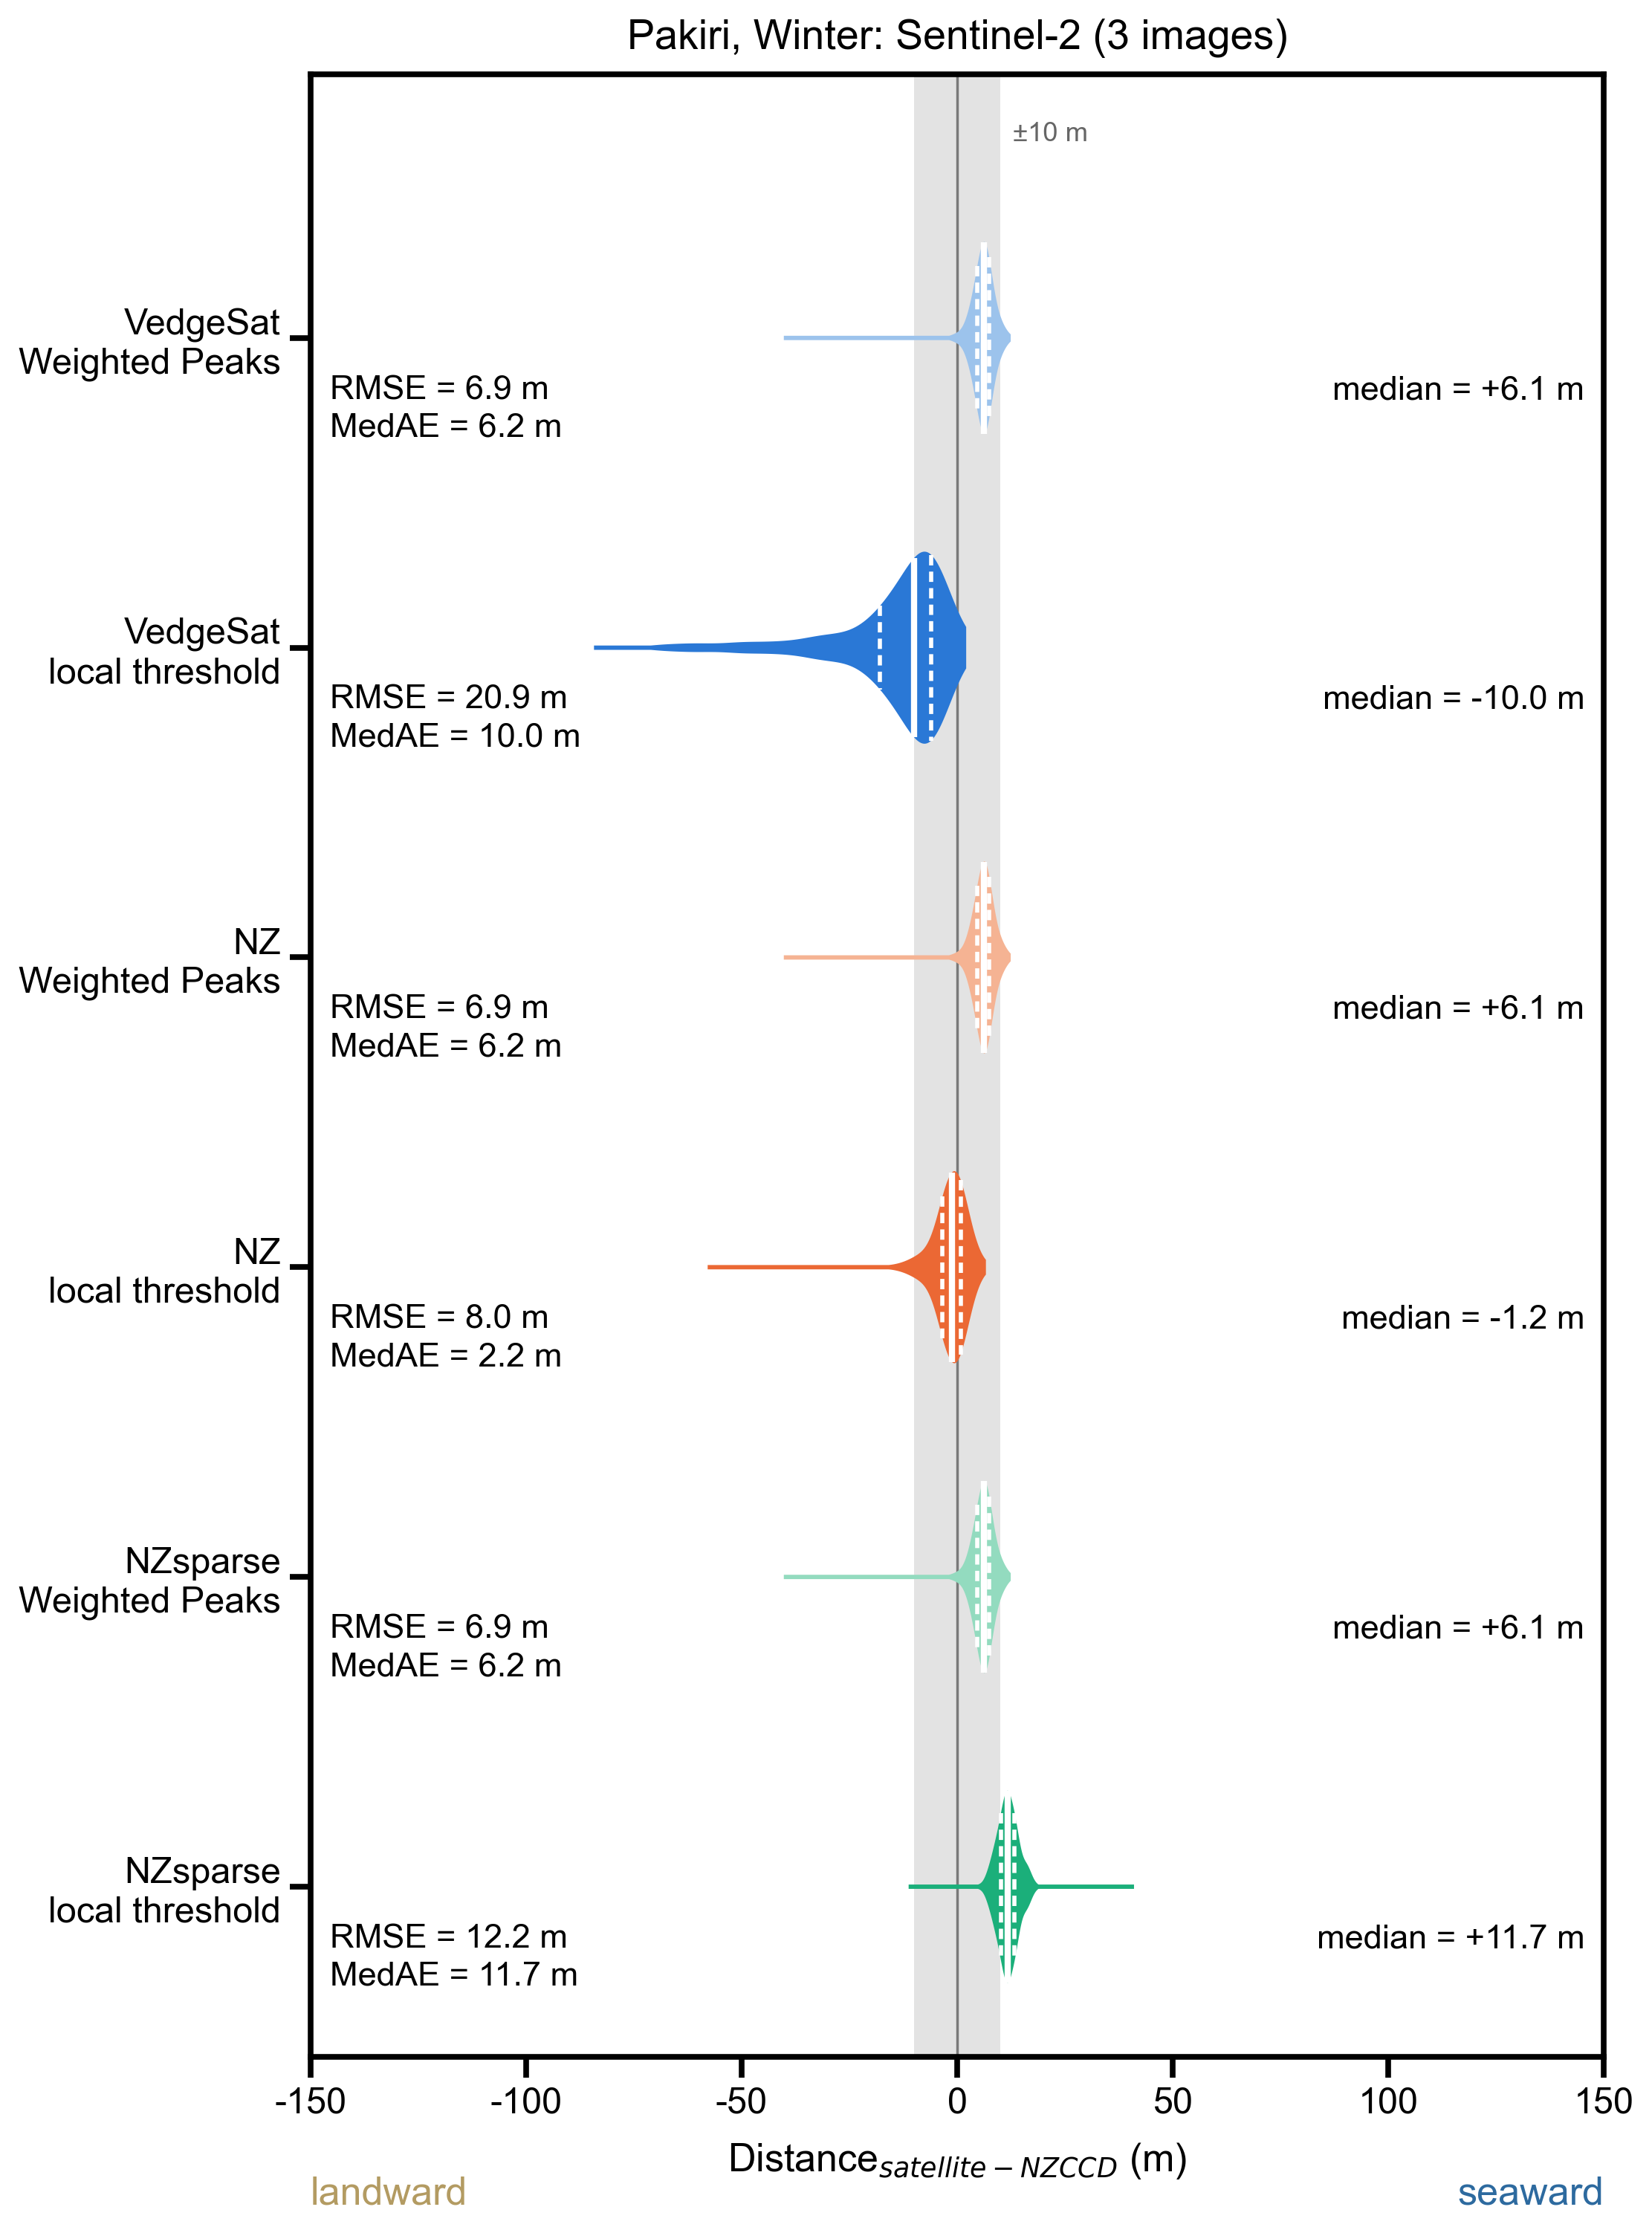 Pakiri, Winter: Sentinel-2 (3 images)
±10 m
VedgeSat
Weighted Peaks
RMSE = 6.9 m
MedAE = 6.2 m
median = +6.1 m
VedgeSat
local threshold
RMSE = 20.9 m
MedAE = 10.0 m
median = -10.0 m
NZ
Weighted Peaks
RMSE = 6.9 m
MedAE = 6.2 m
median = +6.1 m
NZ
local threshold
RMSE = 8.0 m
MedAE = 2.2 m
median = -1.2 m
NZsparse
Weighted Peaks
RMSE = 6.9 m
MedAE = 6.2 m
median = +6.1 m
NZsparse
local threshold
RMSE = 12.2 m
MedAE = 11.7 m
median = +11.7 m
-150 -100 -50 0 50 100 150
Distance satellite – NZCCD (m)
landward seaward